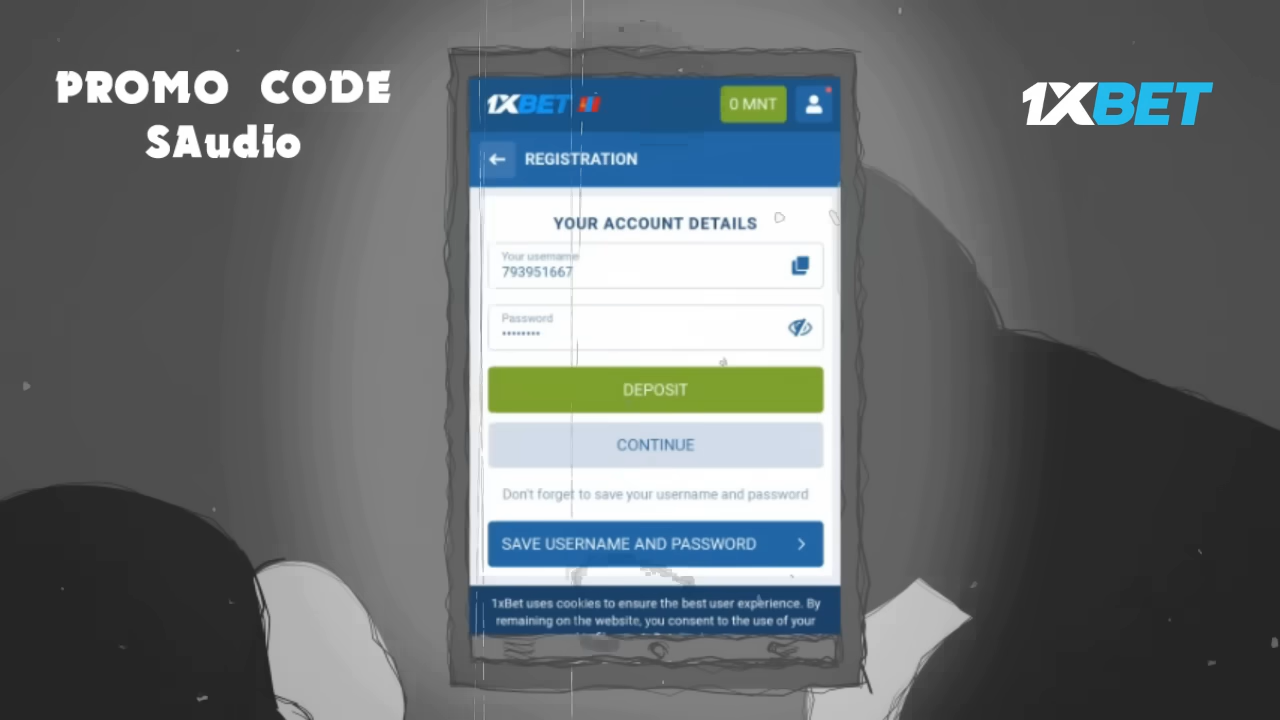 PROMO CODE
SAudio
1XBET
1XBET
0 MNT
REGISTRATION
YOUR ACCOUNT DETAILS
Your username
793951667
Password
••••••••
DEPOSIT
CONTINUE
Don't forget to save your username and password
SAVE USERNAME AND PASSWORD
1xBet uses cookies to ensure the best user experience. By
remaining on the website, you consent to the use of your